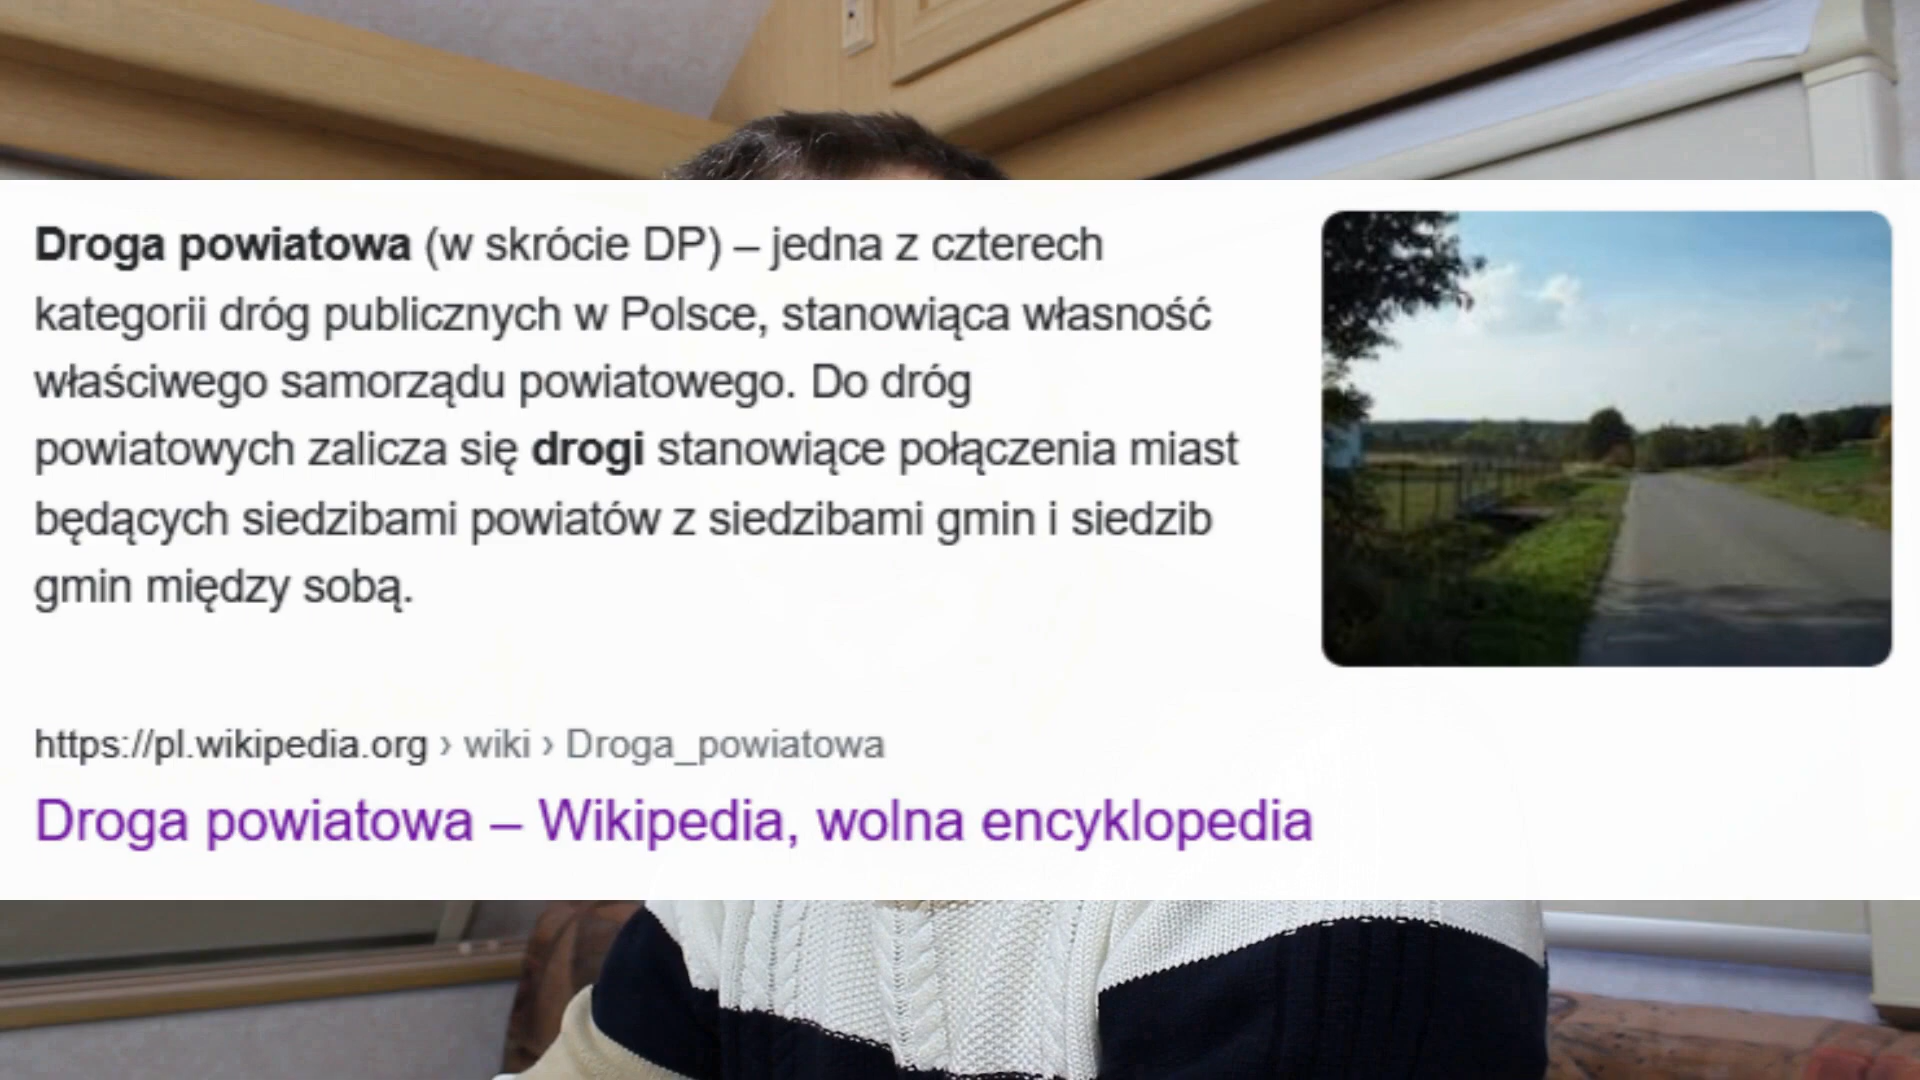 Droga powiatowa (w skrócie DP) – jedna z czterech
kategorii dróg publicznych w Polsce, stanowiąca własność
właściwego samorządu powiatowego. Do dróg
powiatowych zalicza się drogi stanowiące połączenia miast
będących siedzibami powiatów z siedzibami gmin i siedzib
gmin między sobą.
https://pl.wikipedia.org › wiki › Droga_powiatowa
Droga powiatowa – Wikipedia, wolna encyklopedia